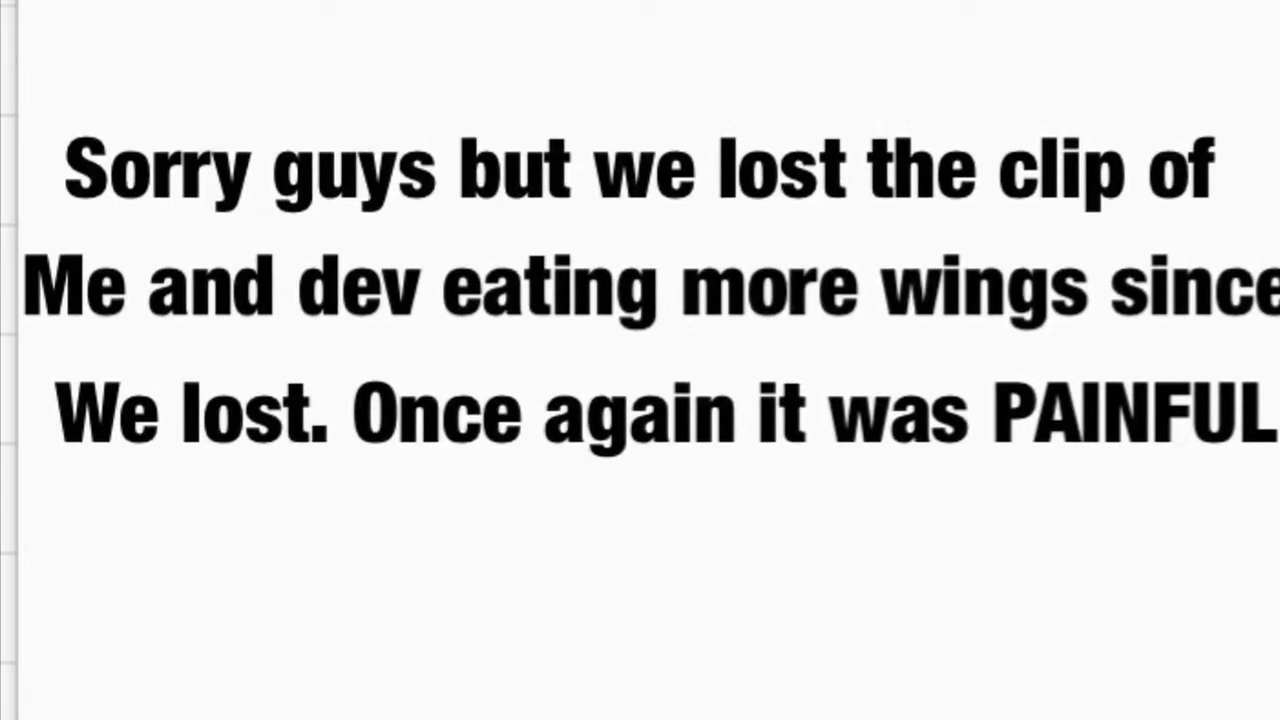 Sorry guys but we lost the clip of
Me and dev eating more wings since
We lost. Once again it was PAINFUL